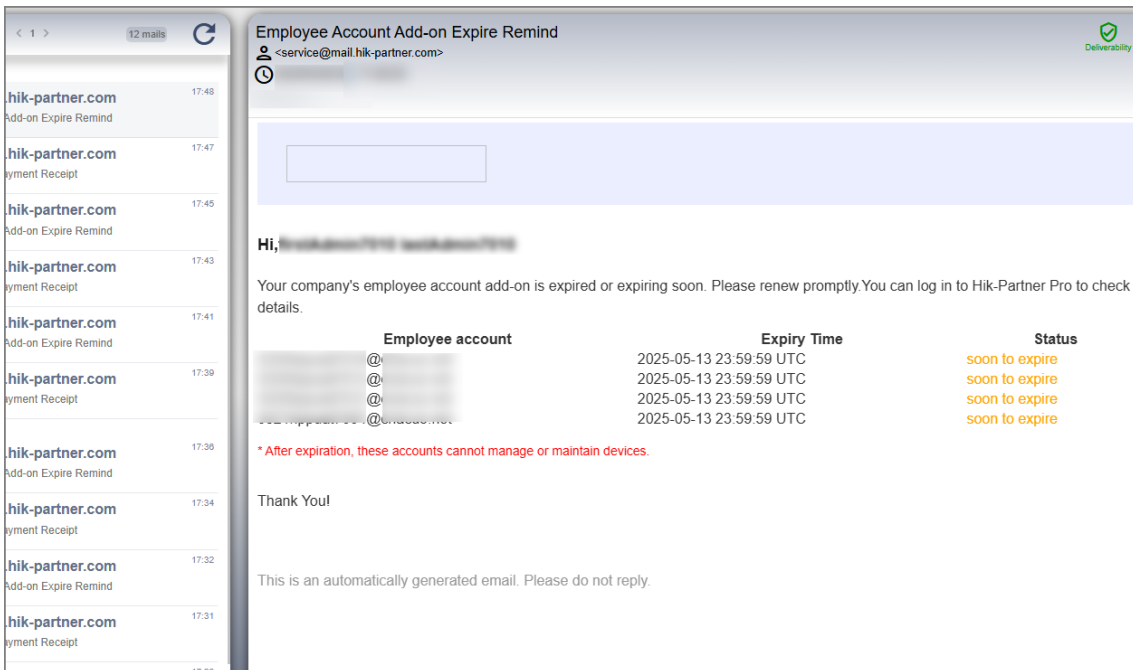 < 1 >
12 mails
.hik-partner.com
17:48
Add-on Expire Remind
.hik-partner.com
17:47
ayment Receipt
.hik-partner.com
17:45
Add-on Expire Remind
.hik-partner.com
17:43
ayment Receipt
.hik-partner.com
17:41
Add-on Expire Remind
.hik-partner.com
17:39
ayment Receipt
.hik-partner.com
17:36
Add-on Expire Remind
.hik-partner.com
17:34
ayment Receipt
.hik-partner.com
17:32
Add-on Expire Remind
.hik-partner.com
17:31
ayment Receipt
Employee Account Add-on Expire Remind
<service@mail.hik-partner.com>
Deliverability
Hi,
Your company's employee account add-on is expired or expiring soon. Please renew promptly.You can log in to Hik-Partner Pro to check
details.
Employee account Expiry Time Status
@ 2025-05-13 23:59:59 UTC soon to expire
@ 2025-05-13 23:59:59 UTC soon to expire
@ 2025-05-13 23:59:59 UTC soon to expire
@ 2025-05-13 23:59:59 UTC soon to expire
* After expiration, these accounts cannot manage or maintain devices.
Thank You!
This is an automatically generated email. Please do not reply.